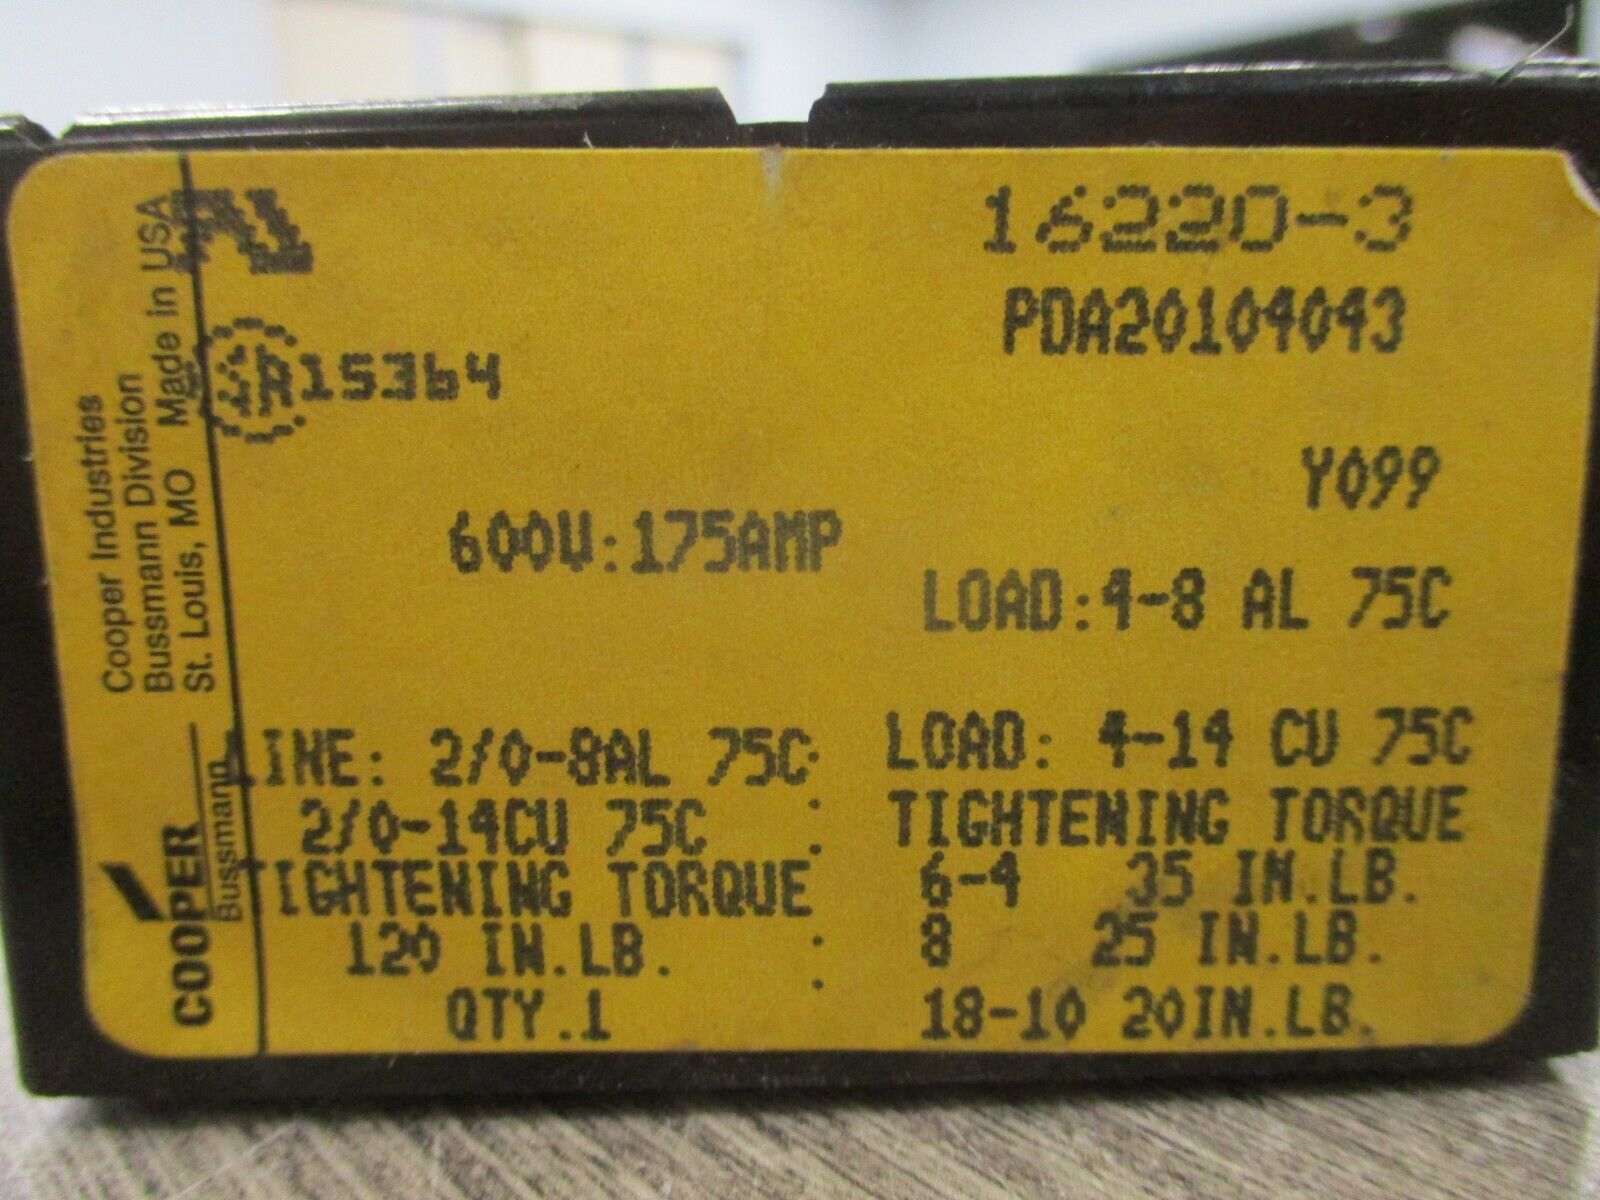 16220-3
PDA20104043
15364
Y099
600V:175AMP
LOAD:4-8 AL 75C
LINE: 2/0-8AL 75C:
2/0-14CU 75C :
TIGHTENING TORQUE
120 IN.LB. :
QTY.1
LOAD: 4-14 CU 75C
TIGHTENING TORQUE
6-4 35 IN.LB.
8 25 IN.LB.
18-10 20IN.LB.
Cooper Industries
Bussmann Division
St. Louis, MO Made in USA
COOPER
Bussmann